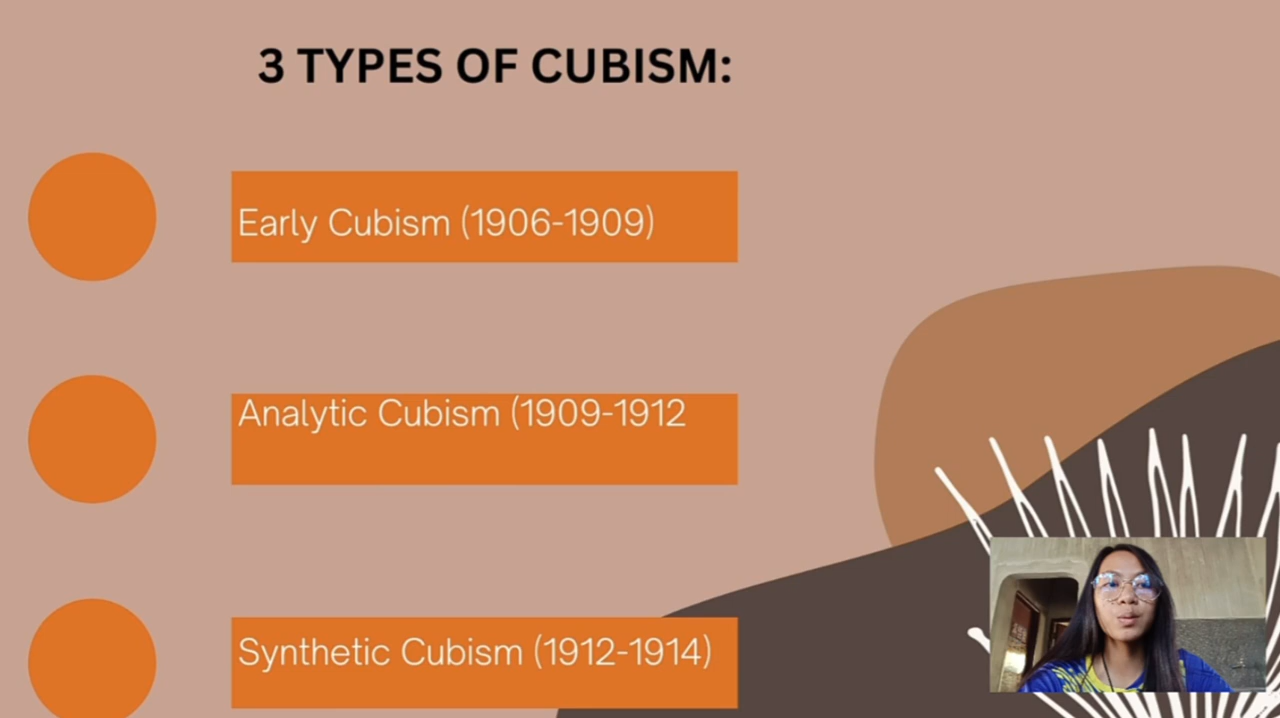 3 TYPES OF CUBISM:
Early Cubism (1906-1909)
Analytic Cubism (1909-1912
Synthetic Cubism (1912-1914)